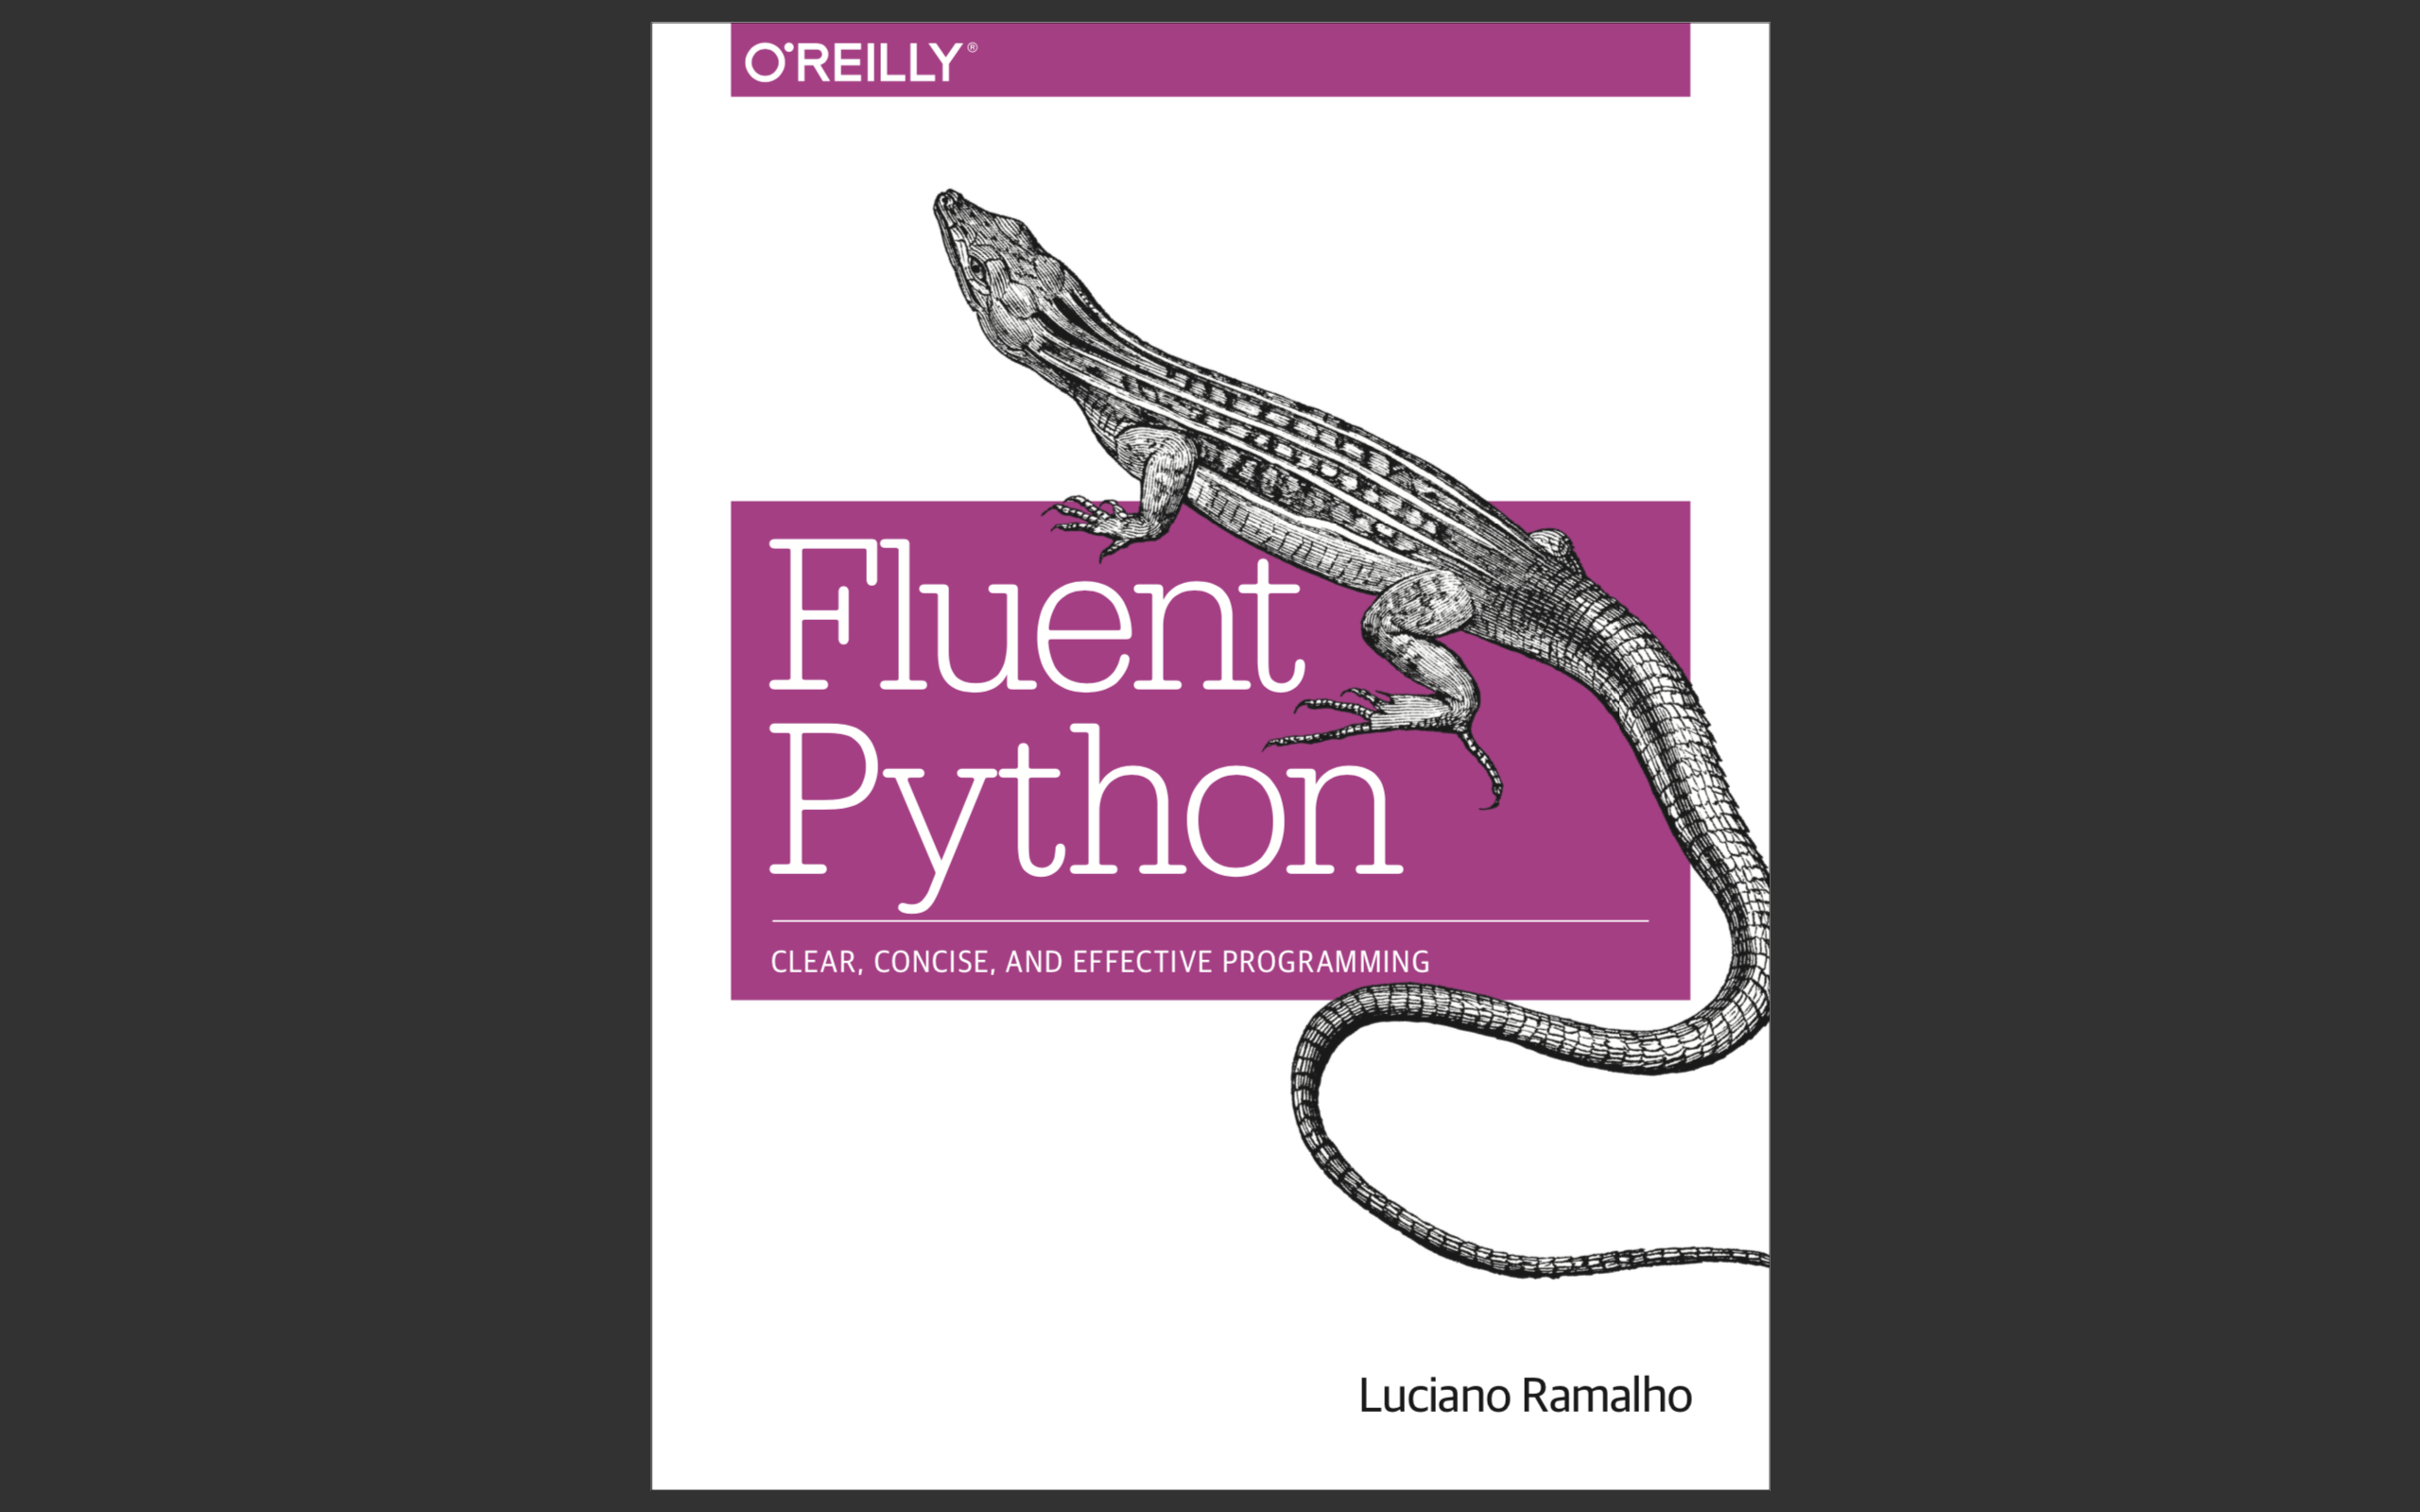 O'REILLY®
Fluent
Python
CLEAR, CONCISE, AND EFFECTIVE PROGRAMMING
Luciano Ramalho